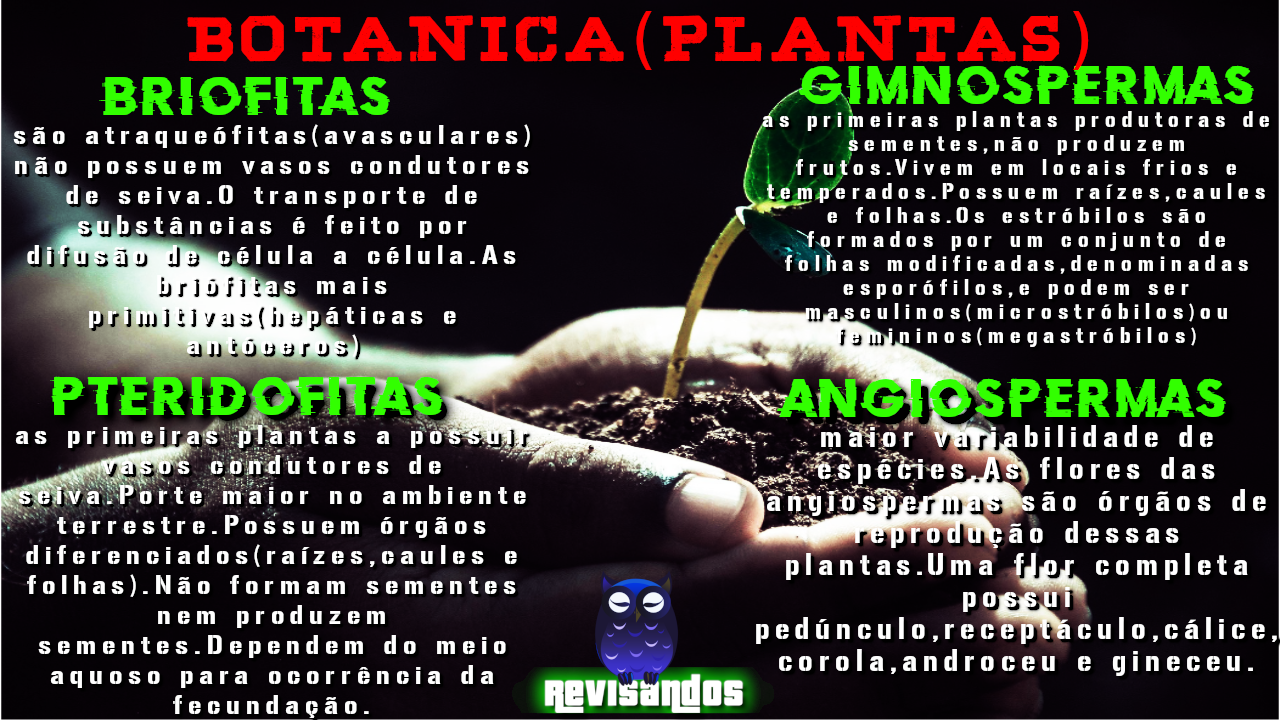 BOTANICA(PLANTAS)
BRIOFITAS
são atraqueófitas(avasculares)
não possuem vasos condutores
de seiva.O transporte de
substâncias é feito por
difusão de célula a célula.As
briófitas mais
primitivas(hepáticas e
antóceros)
PTERIDOFITAS
as primeiras plantas a possuir
vasos condutores de
seiva.Porte maior no ambiente
terrestre.Possuem órgãos
diferenciados(raízes,caules e
folhas).Não formam sementes
nem produzem
sementes.Dependem do meio
aquoso para ocorrência da
fecundação.
GIMNOSPERMAS
as primeiras plantas produtoras de
sementes,não produzem
frutos.Vivem em locais frios e
temperados.Possuem raízes,caules
e folhas.Os estróbilos são
formados por um conjunto de
folhas modificadas,denominadas
esporófilos,e podem ser
masculinos(microstróbilos)ou
femininos(megastróbilos)
ANGIOSPERMAS
maior variabilidade de
espécies.As flores das
angiospermas são órgãos de
reprodução dessas
plantas.Uma flor completa
possui
pedúnculo,receptáculo,cálice,
corola,androceu e gineceu.
Revisandos